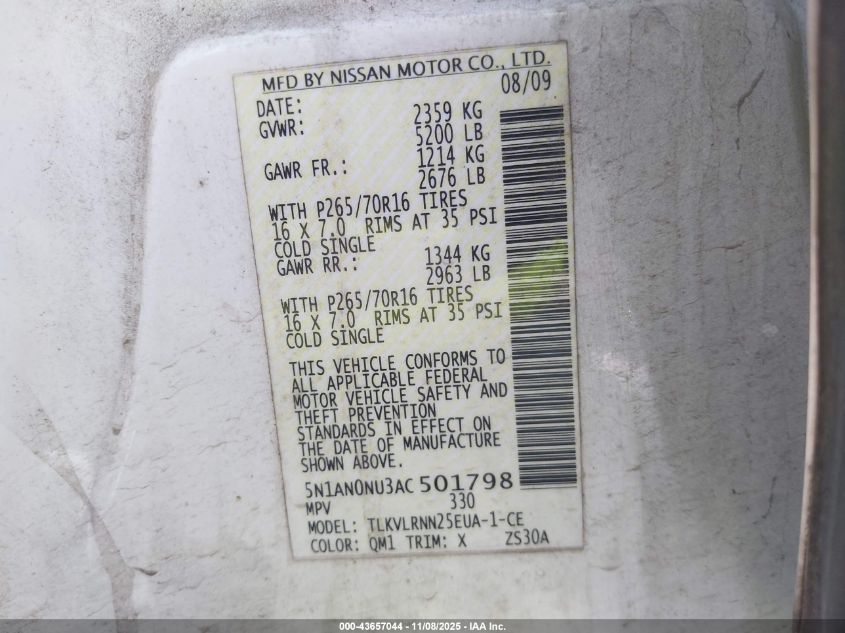 MFD BY NISSAN MOTOR CO., LTD.
DATE: 08/09
GVWR: 2359 KG
5200 LB
GAWR FR.: 1214 KG
2676 LB
WITH P265/70R16 TIRES
16 X 7.0 RIMS AT 35 PSI
COLD SINGLE
GAWR RR.: 1344 KG
2963 LB
WITH P265/70R16 TIRES
16 X 7.0 RIMS AT 35 PSI
COLD SINGLE
THIS VEHICLE CONFORMS TO
ALL APPLICABLE FEDERAL
MOTOR VEHICLE SAFETY AND
THEFT PREVENTION
STANDARDS IN EFFECT ON
THE DATE OF MANUFACTURE
SHOWN ABOVE.
5N1AN0NU3AC501798
MPV 330
MODEL: TLKVLRNN25EUA-1-CE
COLOR: QM1 TRIM: X ZS30A
000-43657044 - 11/08/2025 - IAA Inc.